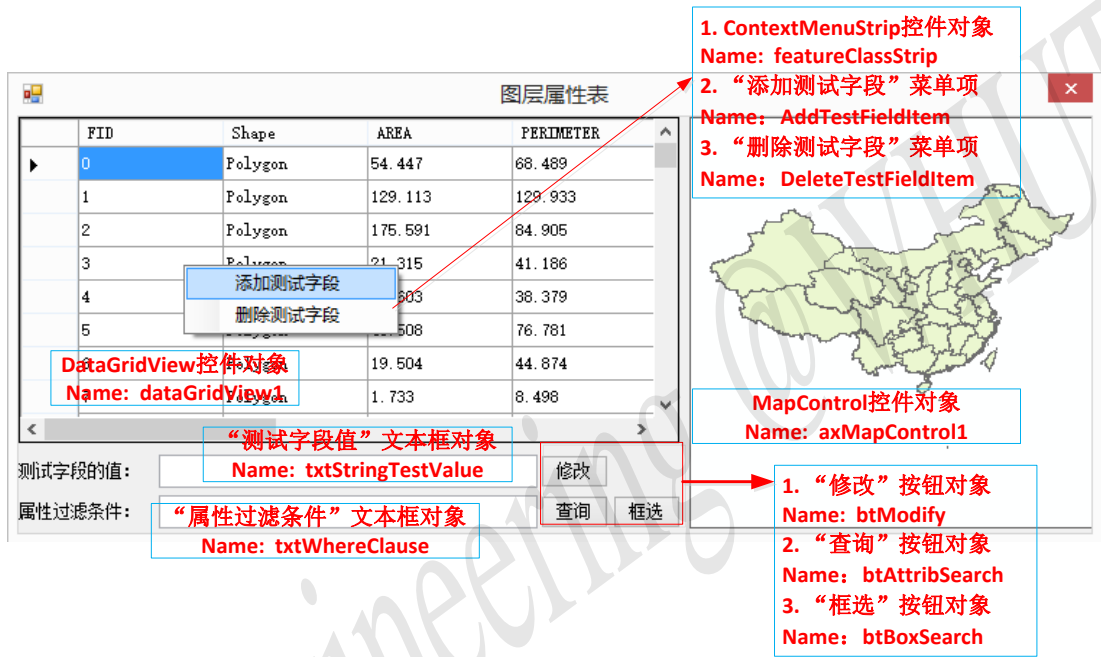 1. ContextMenuStrip控件对象
Name: featureClassStrip
2. “添加测试字段”菜单项
Name: AddTestFieldItem
3. “删除测试字段”菜单项
Name: DeleteTestFieldItem
图层属性表
FID Shape AREA PERIMETER
0 Polygon 54.447 68.489
1 Polygon 129.113 129.933
2 Polygon 175.591 84.905
3 Polygon 21.315 41.186
添加测试字段
4 603 38.379
删除测试字段
5 508 76.781
DataGridView控件对象
Name: dataGridView1
19.504 44.874
Polygon 1.733 8.498
MapControl控件对象
Name: axMapControl1
“测试字段值”文本框对象
Name: txtStringTestValue
测试字段的值: 修改
“属性过滤条件”文本框对象
Name: txtWhereClause
属性过滤条件: 查询 框选
1. “修改”按钮对象
Name: btModify
2. “查询”按钮对象
Name: btAttribSearch
3. “框选”按钮对象
Name: btBoxSearch